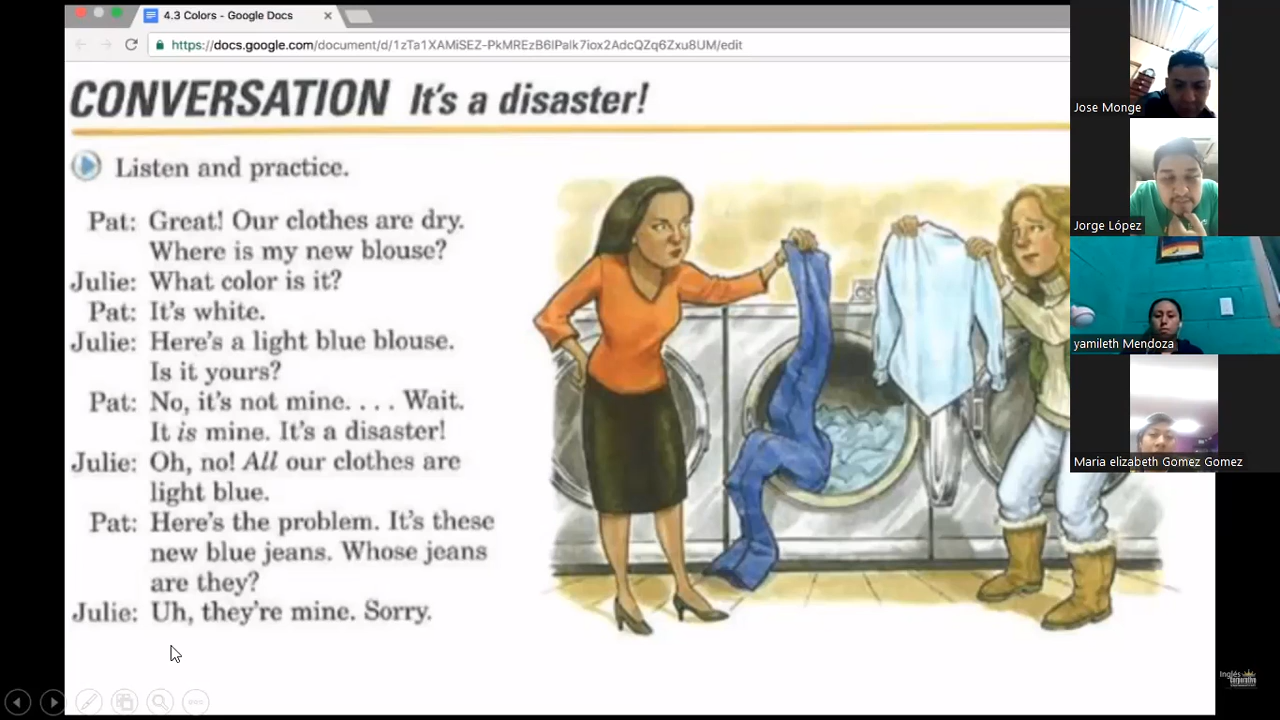 4.3 Colors - Google Docs
https://docs.google.com/document/d/1zTa1XAMiSEZ-PkMREzB6lPalk7iox2AdcQZq6Zxu8UM/edit
CONVERSATION It's a disaster!
Listen and practice.
Pat: Great! Our clothes are dry.
Where is my new blouse?
Julie: What color is it?
Pat: It's white.
Julie: Here's a light blue blouse.
Is it yours?
Pat: No, it's not mine. . . . Wait.
It is mine. It's a disaster!
Julie: Oh, no! All our clothes are
light blue.
Pat: Here's the problem. It's these
new blue jeans. Whose jeans
are they?
Julie: Uh, they're mine. Sorry.
Jose Monge
Jorge López
yamileth Mendoza
Maria elizabeth Gomez Gomez
Inglés
Corporativo